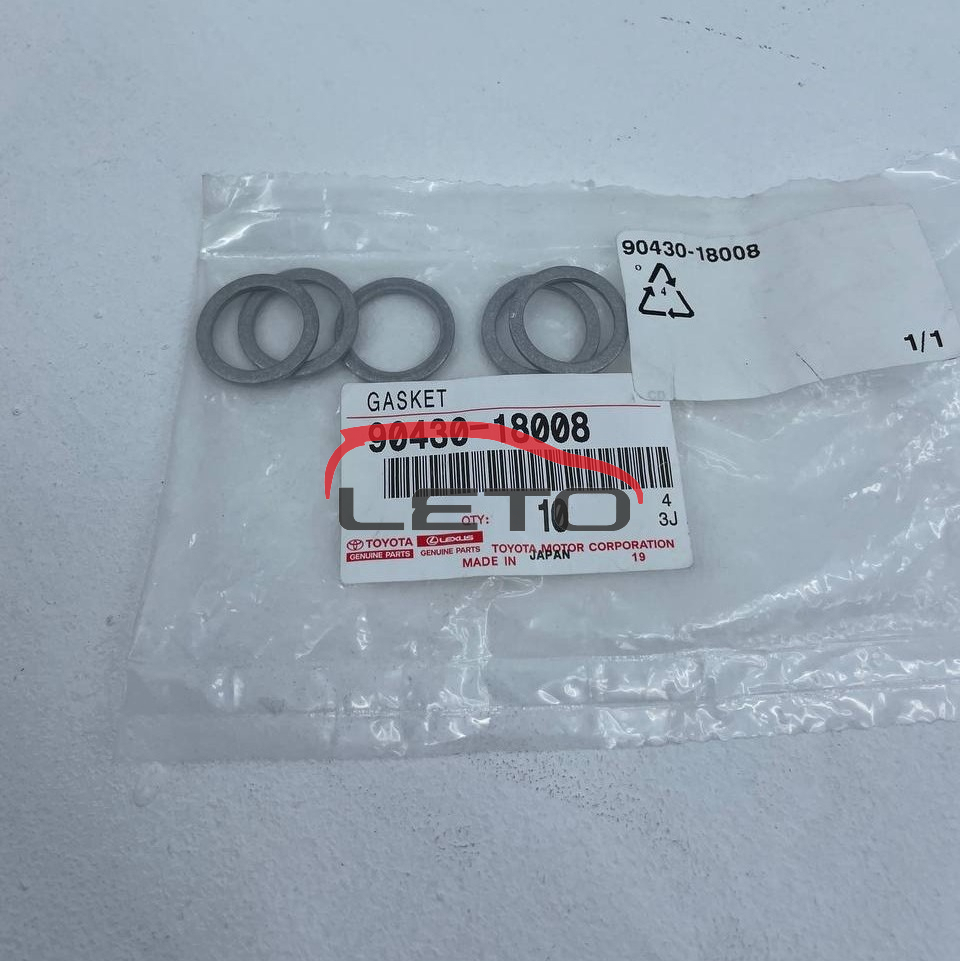 90430-18008
4
1/1
GASKET
90430-18008
LETO
QTY: 10
4
3J
TOYOTA
GENUINE PARTS
LEXUS
GENUINE PARTS
TOYOTA MOTOR CORPORATION
MADE IN JAPAN
19